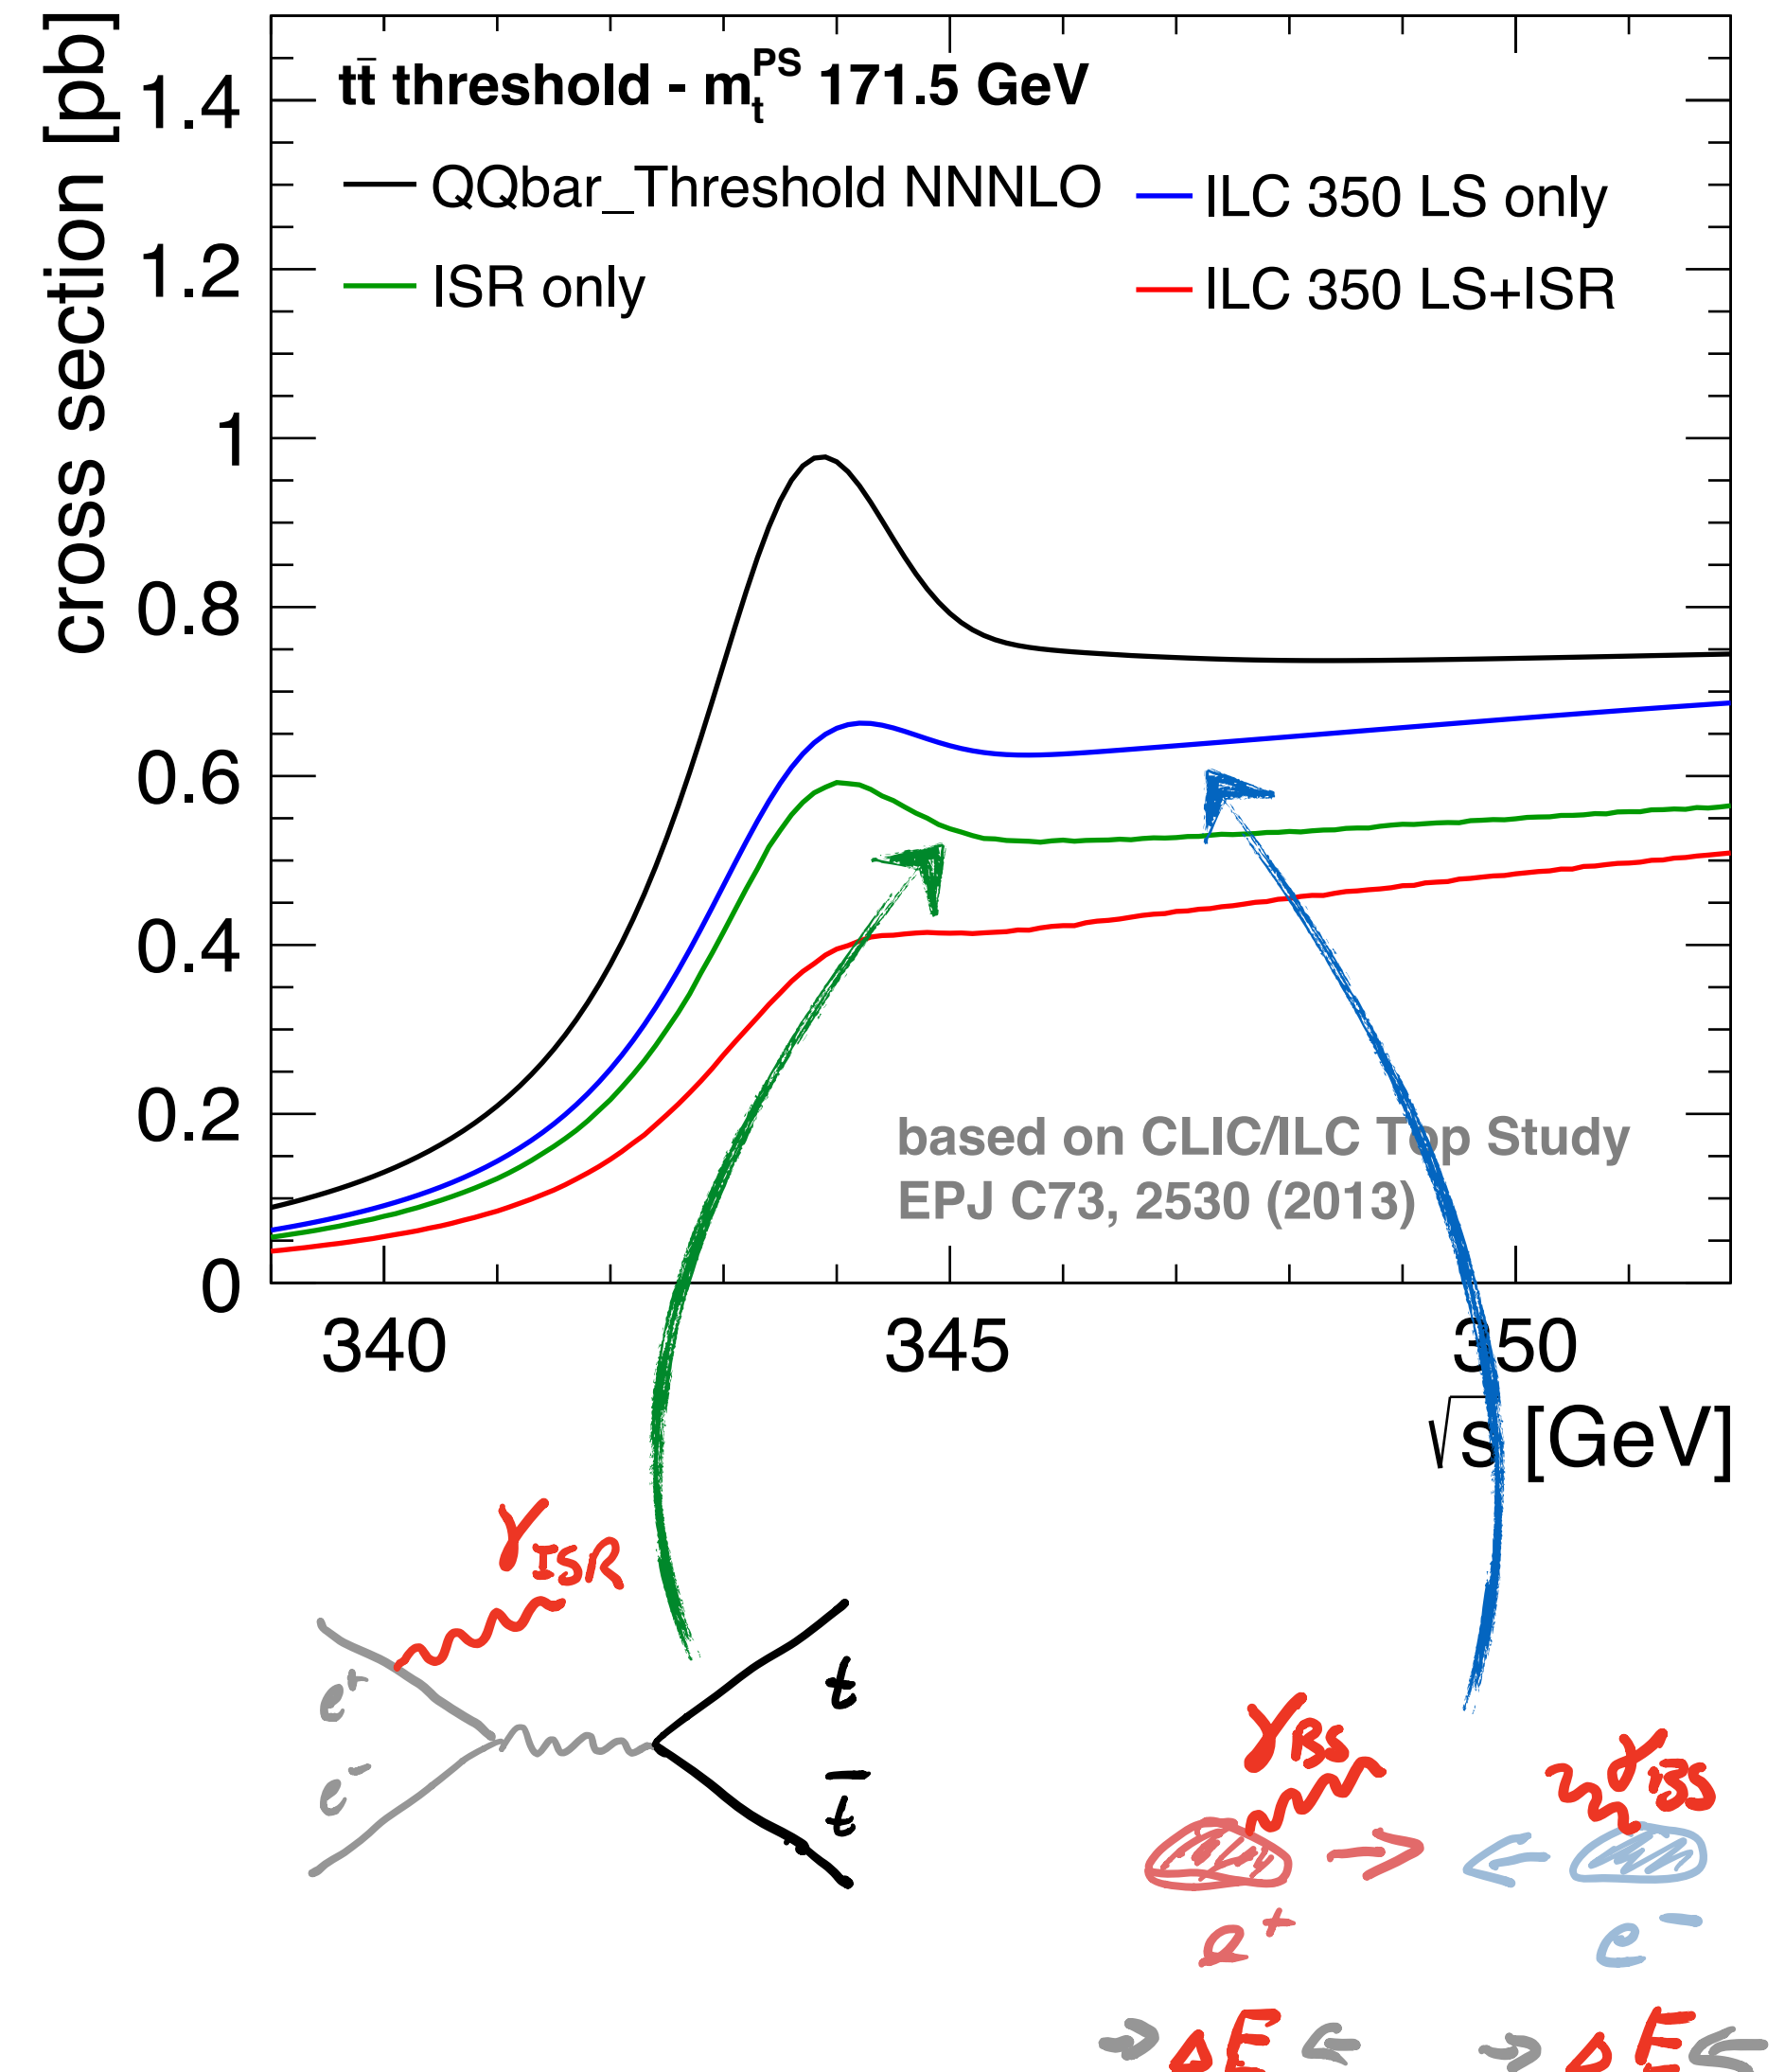 cross section [pb]
tt̄ threshold - m_t^PS 171.5 GeV
QQbar_Threshold NNNLO
ILC 350 LS only
ISR only
ILC 350 LS+ISR
1.4
1.2
1
0.8
0.6
0.4
0.2
0
based on CLIC/ILC Top Study
EPJ C73, 2530 (2013)
340 345 350
√s [GeV]
γ_ISR
e⁺
e⁻
t
t̄
γ_BS γ_BS
e⁺ e⁻
ΔE ΔE